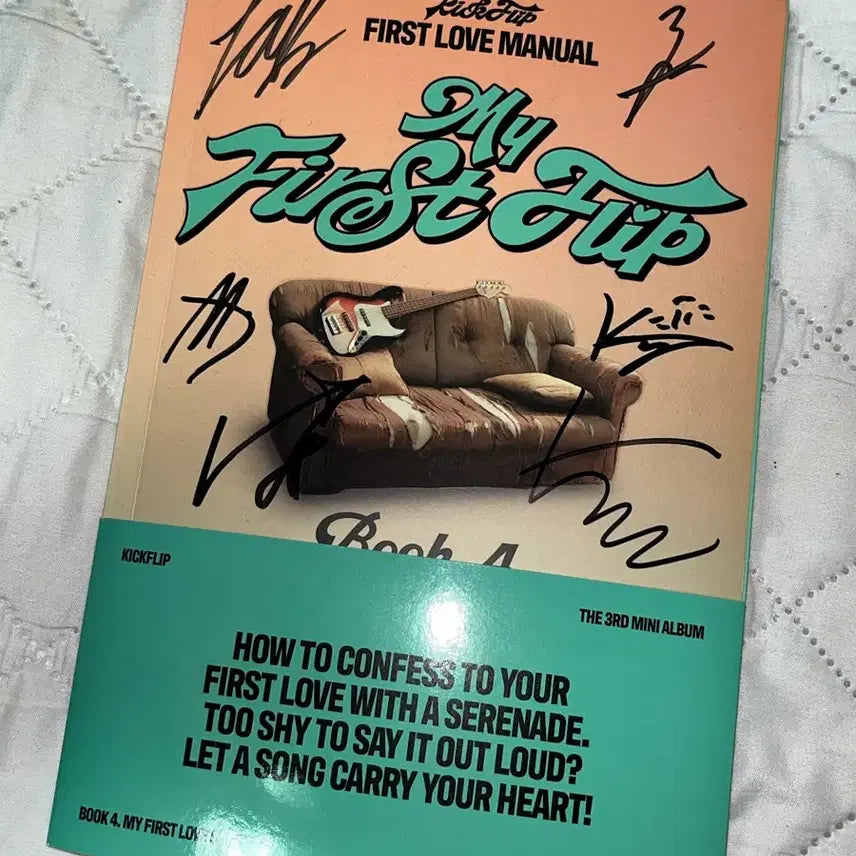 KickFlip
FIRST LOVE MANUAL
My
First Flip
Book 4
KICKFLIP
THE 3RD MINI ALBUM
HOW TO CONFESS TO YOUR
FIRST LOVE WITH A SERENADE.
TOO SHY TO SAY IT OUT LOUD?
LET A SONG CARRY YOUR HEART!
BOOK 4. MY FIRST LOVE